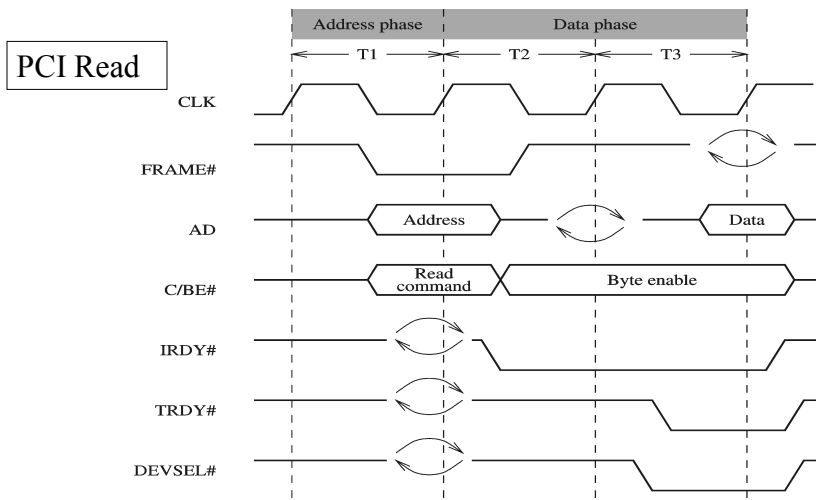 Address phase Data phase
PCI Read
T1 T2 T3
CLK
FRAME#
AD Address Data
C/BE# Read command Byte enable
IRDY#
TRDY#
DEVSEL#